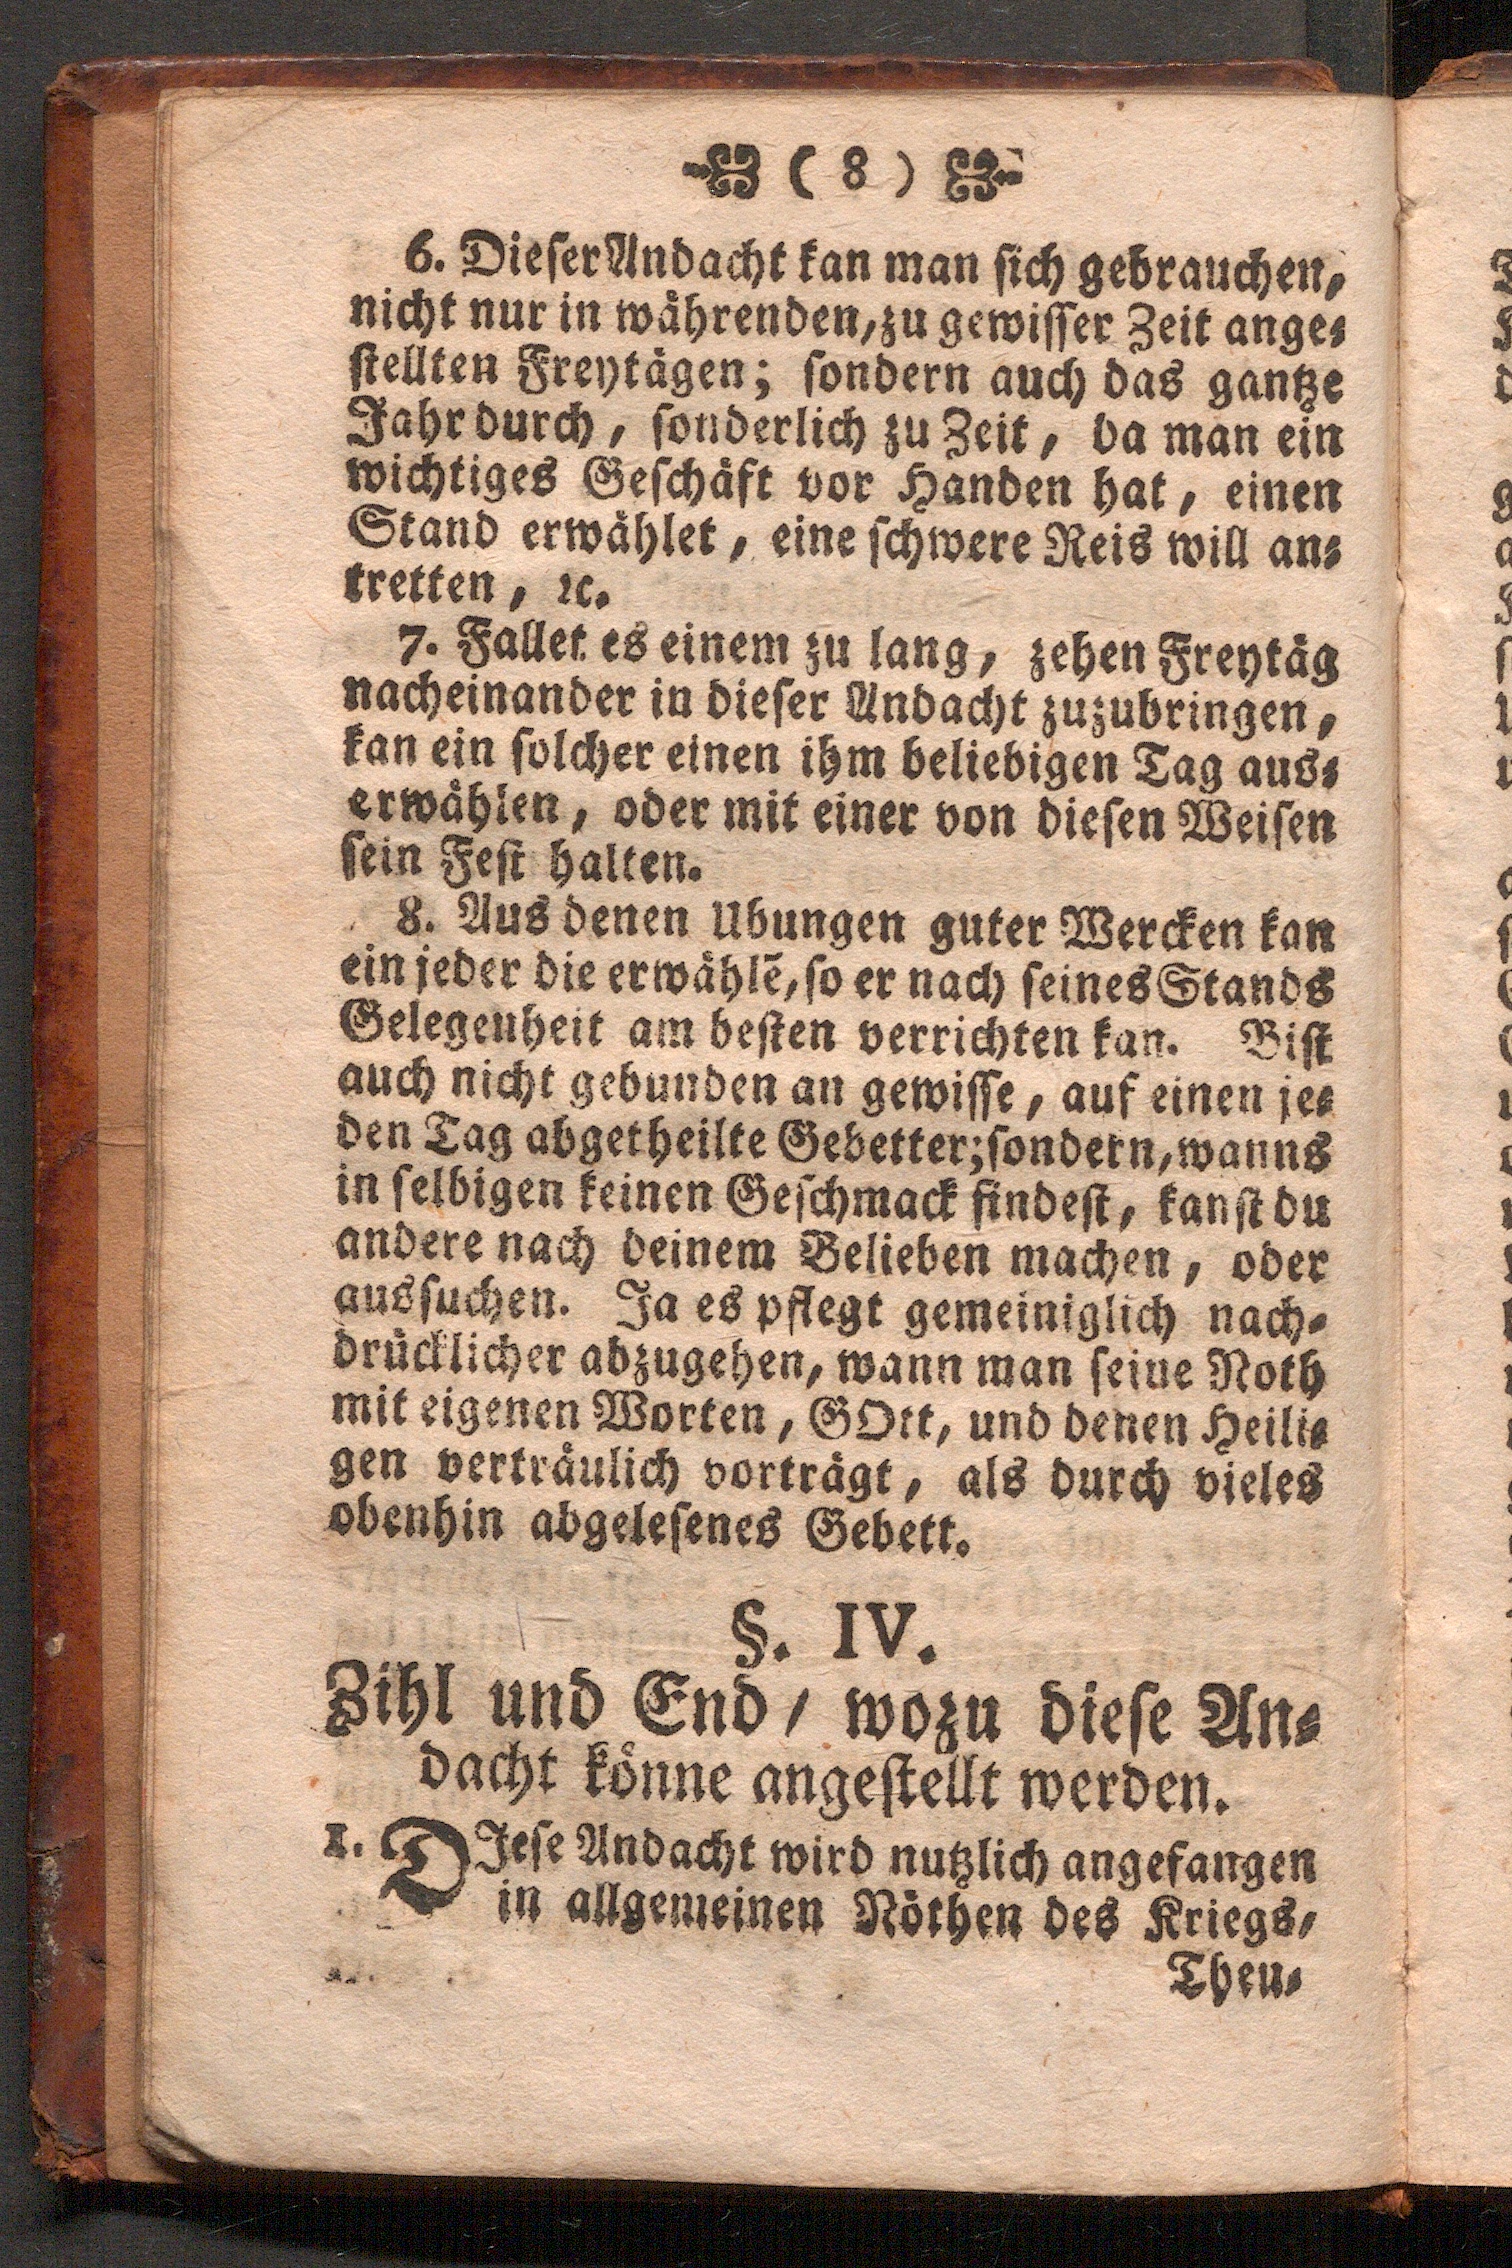 ( 8 )
6. Dieser Andacht kan man sich gebrauchen,
nicht nur in währenden, zu gewisser Zeit ange-
stellten Freytägen; sondern auch das gantze
Jahr durch, sonderlich zu Zeit, da man ein
wichtiges Geschäft vor Handen hat, einen
Stand erwählet, eine schwere Reis will an-
tretten, ꝛc.
7. Fallet es einem zu lang, zehen Freytäg
nacheinander in dieser Andacht zuzubringen,
kan ein solcher einen ihm beliebigen Tag aus-
erwählen, oder mit einer von diesen Weisen
sein Fest halten.
8. Aus denen Ubungen guter Wercken kan
ein jeder die erwählē, so er nach seines Stands
Gelegenheit am besten verrichten kan. Bist
auch nicht gebunden an gewisse, auf einen je-
den Tag abgetheilte Gebetter; sondern, wanns
in selbigen keinen Geschmack findest, kanst du
andere nach deinem Belieben machen, oder
aussuchen. Ja es pflegt gemeiniglich nach-
drücklicher abzugehen, wann man seine Noth
mit eigenen Worten, GOtt, und denen Heili-
gen verträulich vorträgt, als durch vieles
obenhin abgelesenes Gebett.
§. IV.
Zihl und End / wozu diese An-
dacht könne angestellt werden.
1. DIese Andacht wird nutzlich angefangen
in allgemeinen Nöthen des Kriegs,
Theu-